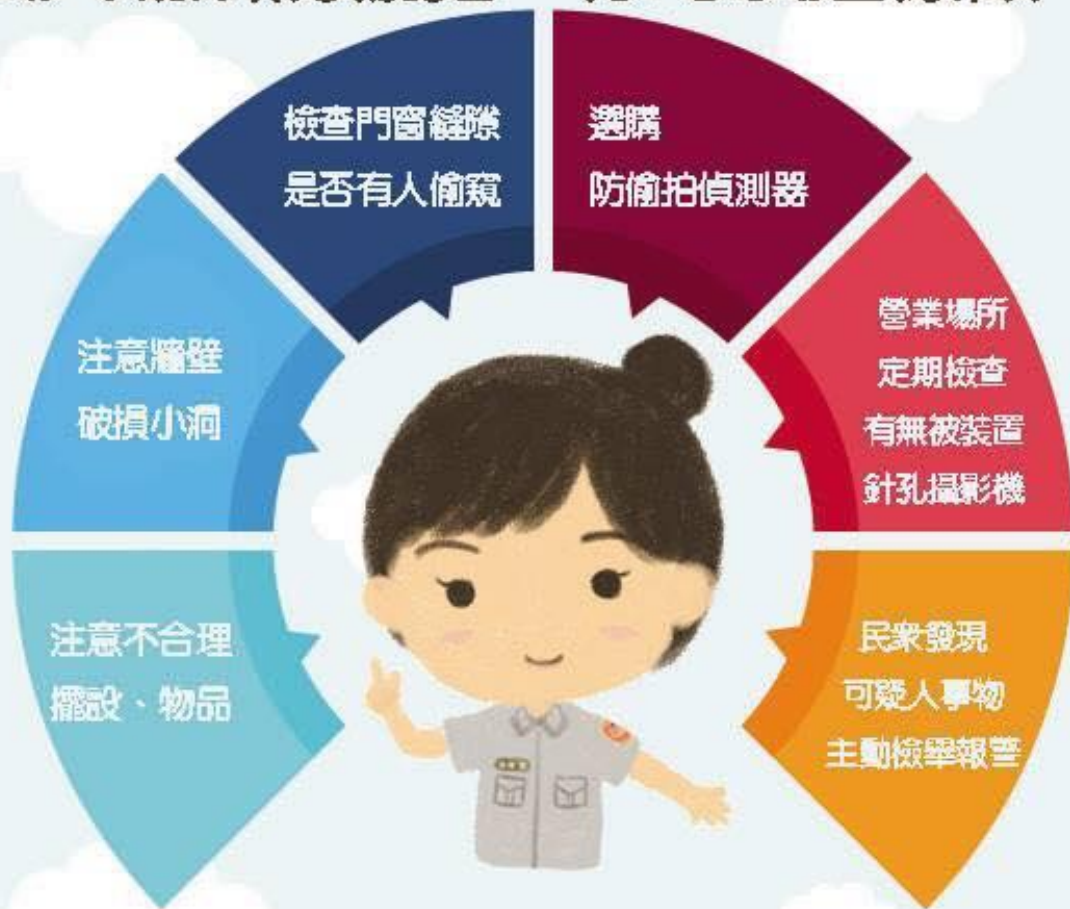 檢查門窗縫隙
是否有人偷窺
選購
防偷拍偵測器
注意牆壁
破損小洞
營業場所
定期檢查
有無被裝置
針孔攝影機
注意不合理
擺設、物品
民眾發現
可疑人事物
主動檢舉報警